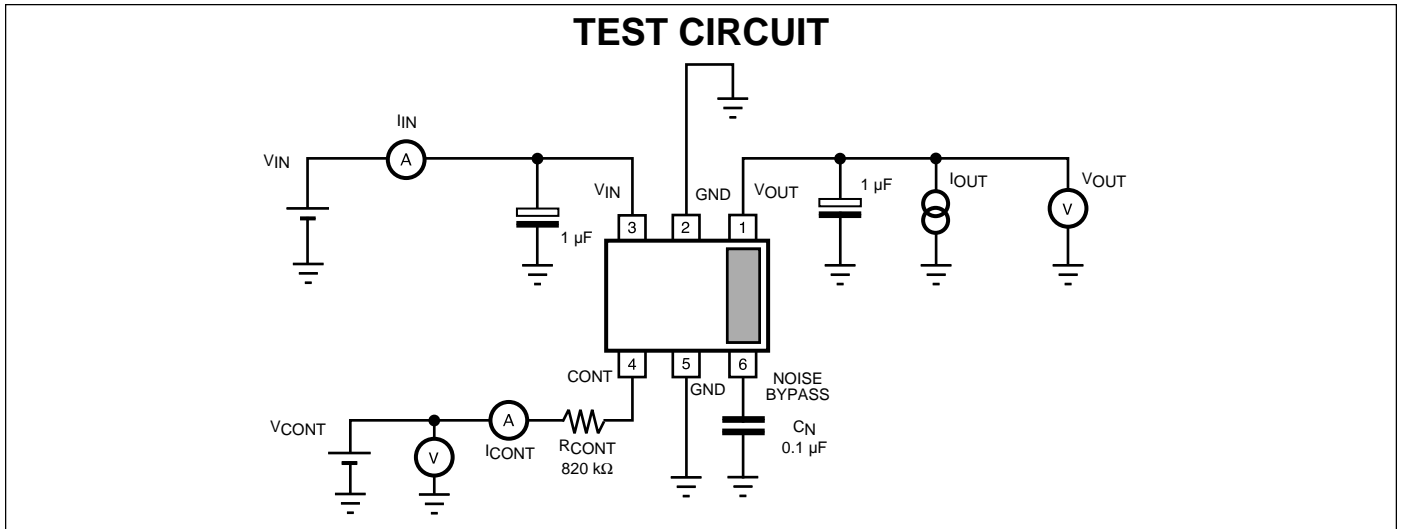 TEST CIRCUIT
IIN
VIN
A
VIN
GND
VOUT
1 µF
IOUT
VOUT
V
1 µF
3
2
1
4
5
6
CONT
GND
NOISE
BYPASS
VCONT
V
A
ICONT
RCONT
820 kΩ
CN
0.1 µF